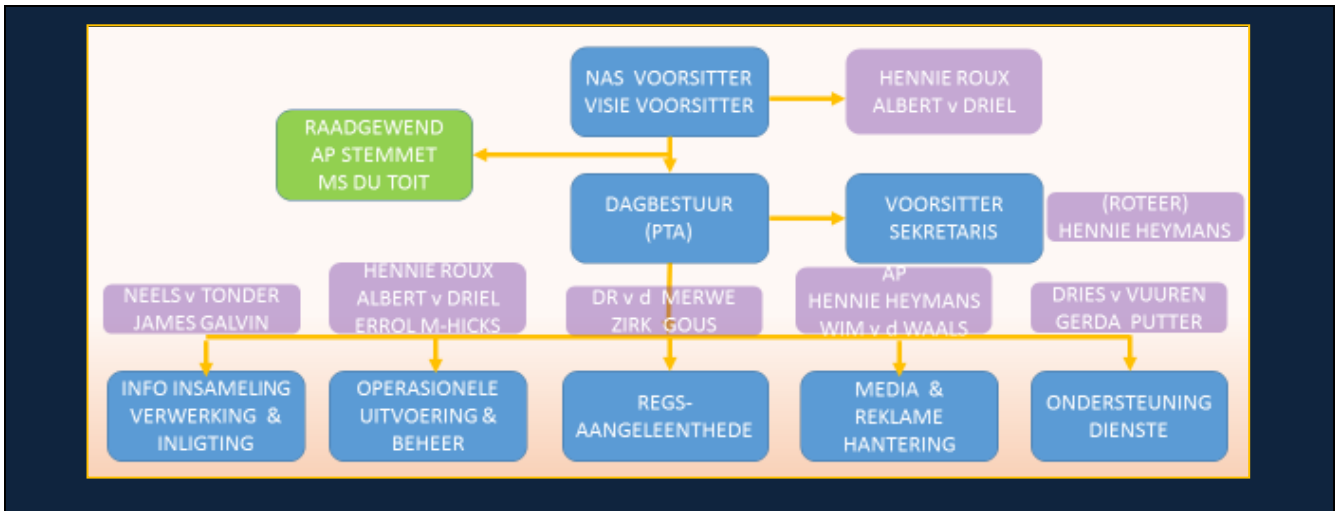 NAS VOORSITTER
VISIE VOORSITTER
HENNIE ROUX
ALBERT v DRIEL
RAADGEWEND
AP STEMMET
MS DU TOIT
DAGBESTUUR
(PTA)
VOORSITTER
SEKRETARIS
(ROTEER)
HENNIE HEYMANS
NEELS v TONDER
JAMES GALVIN
HENNIE ROUX
ALBERT v DRIEL
ERROL M-HICKS
DR v d MERWE
ZIRK GOUS
AP
HENNIE HEYMANS
WIM v d WAALS
DRIES v VUUREN
GERDA PUTTER
INFO INSAMELING
VERWERKING &
INLIGTING
OPERASIONELE
UITVOERING &
BEHEER
REGS-
AANGELEENTHEDE
MEDIA &
REKLAME
HANTERING
ONDERSTEUNING
DIENSTE